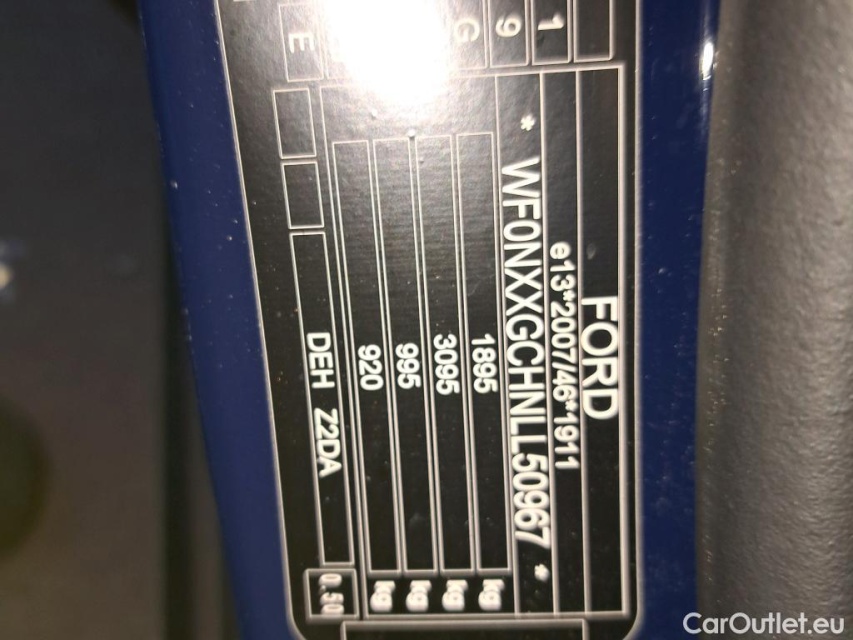 FORD
e13*2007/46*1911
* WF0NXXGCHNLL50967 *
1895 kg
3095 kg
995 kg
920 kg
DEH Z2DA 0.50
1 9 G E
CarOutlet.eu